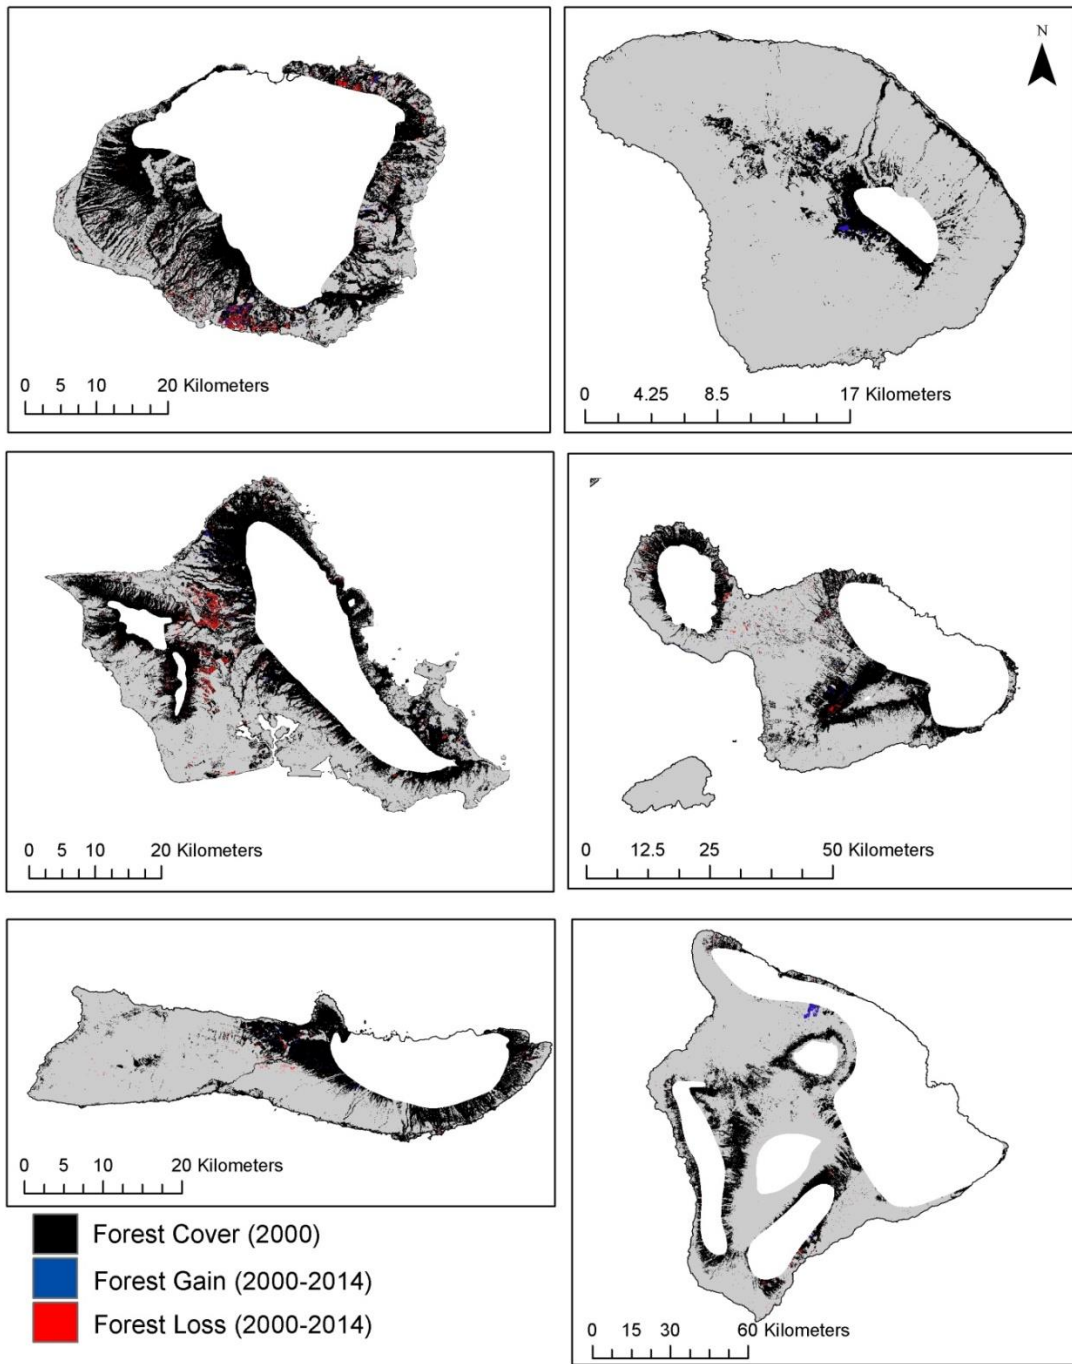 N
0 5 10 20 Kilometers
0 4.25 8.5 17 Kilometers
0 5 10 20 Kilometers
0 12.5 25 50 Kilometers
0 5 10 20 Kilometers
Forest Cover (2000)
Forest Gain (2000-2014)
Forest Loss (2000-2014)
0 15 30 60 Kilometers